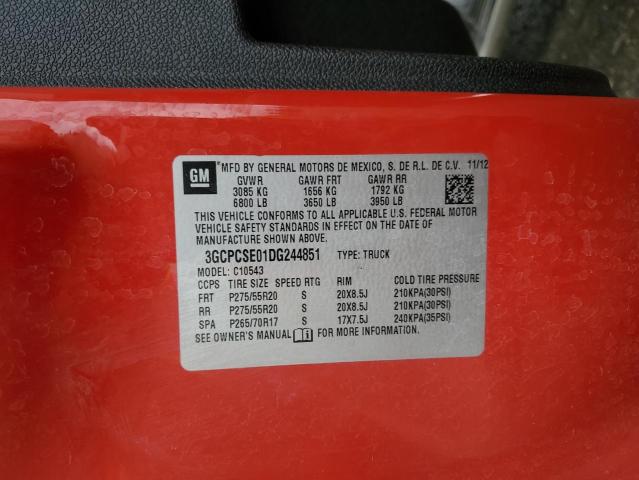 GM *MFD BY GENERAL MOTORS DE MEXICO, S. DE R.L. DE C.V. 11/12
GVWR GAWR FRT GAWR RR
3085 KG 1656 KG 1792 KG
6800 LB 3650 LB 3950 LB
THIS VEHICLE CONFORMS TO ALL APPLICABLE U.S. FEDERAL MOTOR
VEHICLE SAFETY STANDARDS IN EFFECT ON THE DATE OF
MANUFACTURE SHOWN ABOVE.
3GCPCSE01DG244851 TYPE: TRUCK
MODEL: C10543
CCPS TIRE SIZE SPEED RTG RIM COLD TIRE PRESSURE
FRT P275/55R20 S 20X8.5J 210KPA(30PSI)
RR P275/55R20 S 20X8.5J 210KPA(30PSI)
SPA P265/70R17 S 17X7.5J 240KPA(35PSI)
SEE OWNER'S MANUAL FOR MORE INFORMATION.